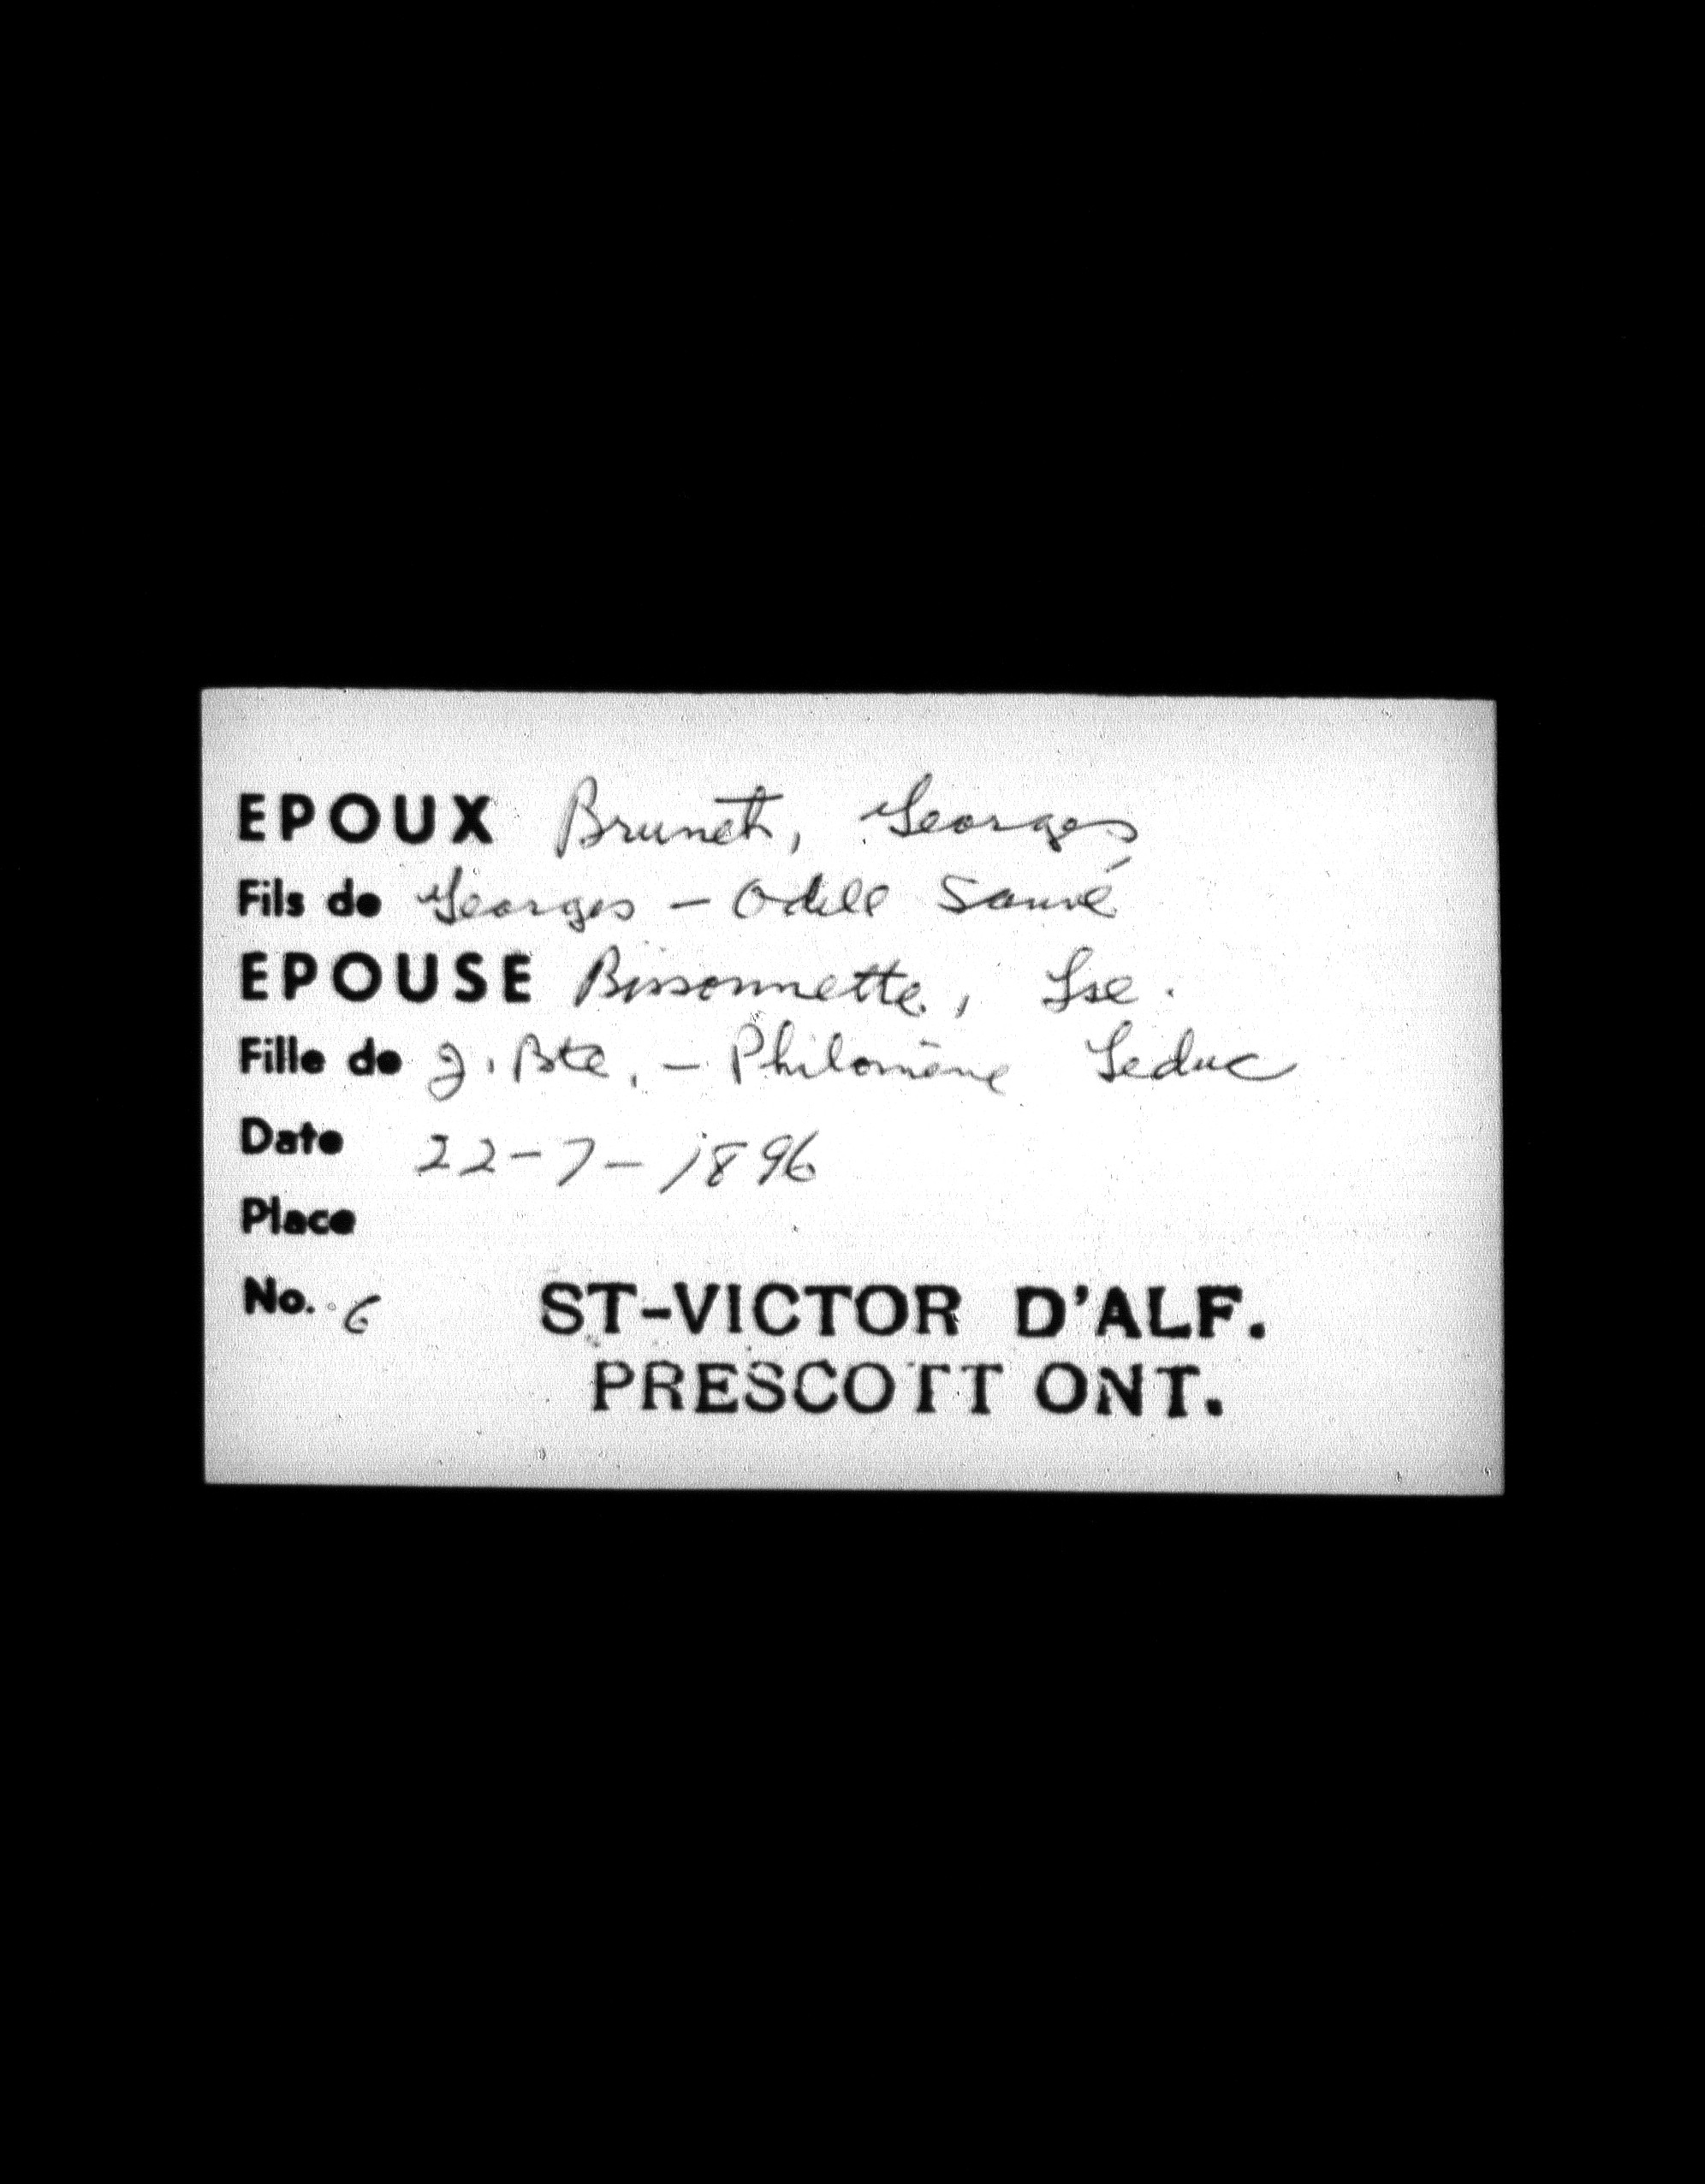 EPOUX Brunet, Georges
Fils de Georges - Odile Sauvé
EPOUSE Bissonnette, Lse.
Fille de J. Bte. - Philomène Leduc
Date 22-7-1896
Place
No. 6 ST-VICTOR D'ALF.
PRESCOTT ONT.